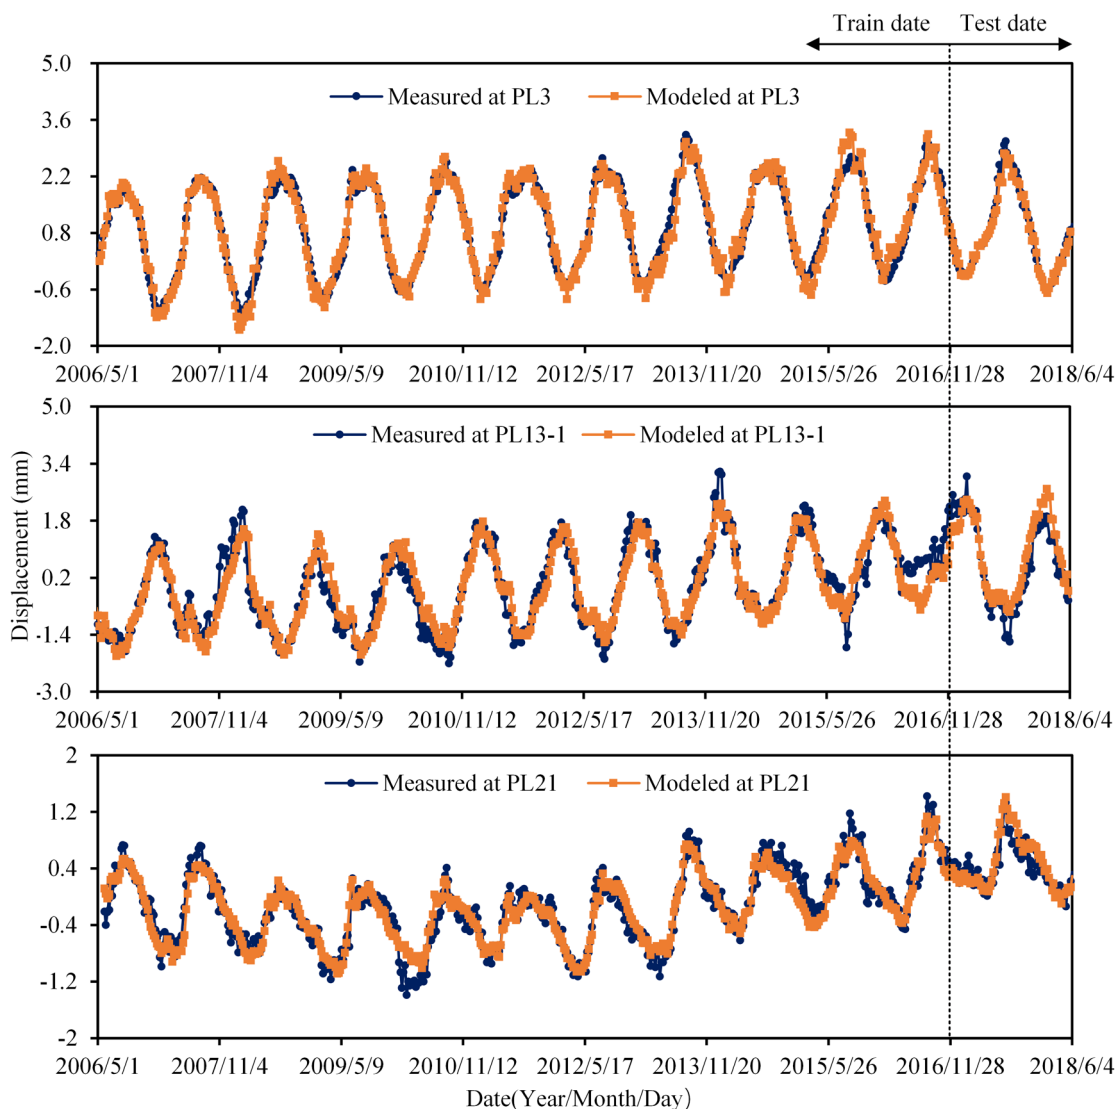 Train date Test date
5.0
Measured at PL3 Modeled at PL3
3.6
2.2
0.8
-0.6
-2.0
2006/5/1 2007/11/4 2009/5/9 2010/11/12 2012/5/17 2013/11/20 2015/5/26 2016/11/28 2018/6/4
Displacement (mm)
5.0
Measured at PL13-1 Modeled at PL13-1
3.4
1.8
0.2
-1.4
-3.0
2006/5/1 2007/11/4 2009/5/9 2010/11/12 2012/5/17 2013/11/20 2015/5/26 2016/11/28 2018/6/4
2
Measured at PL21 Modeled at PL21
1.2
0.4
-0.4
-1.2
-2
2006/5/1 2007/11/4 2009/5/9 2010/11/12 2012/5/17 2013/11/20 2015/5/26 2016/11/28 2018/6/4
Date(Year/Month/Day)